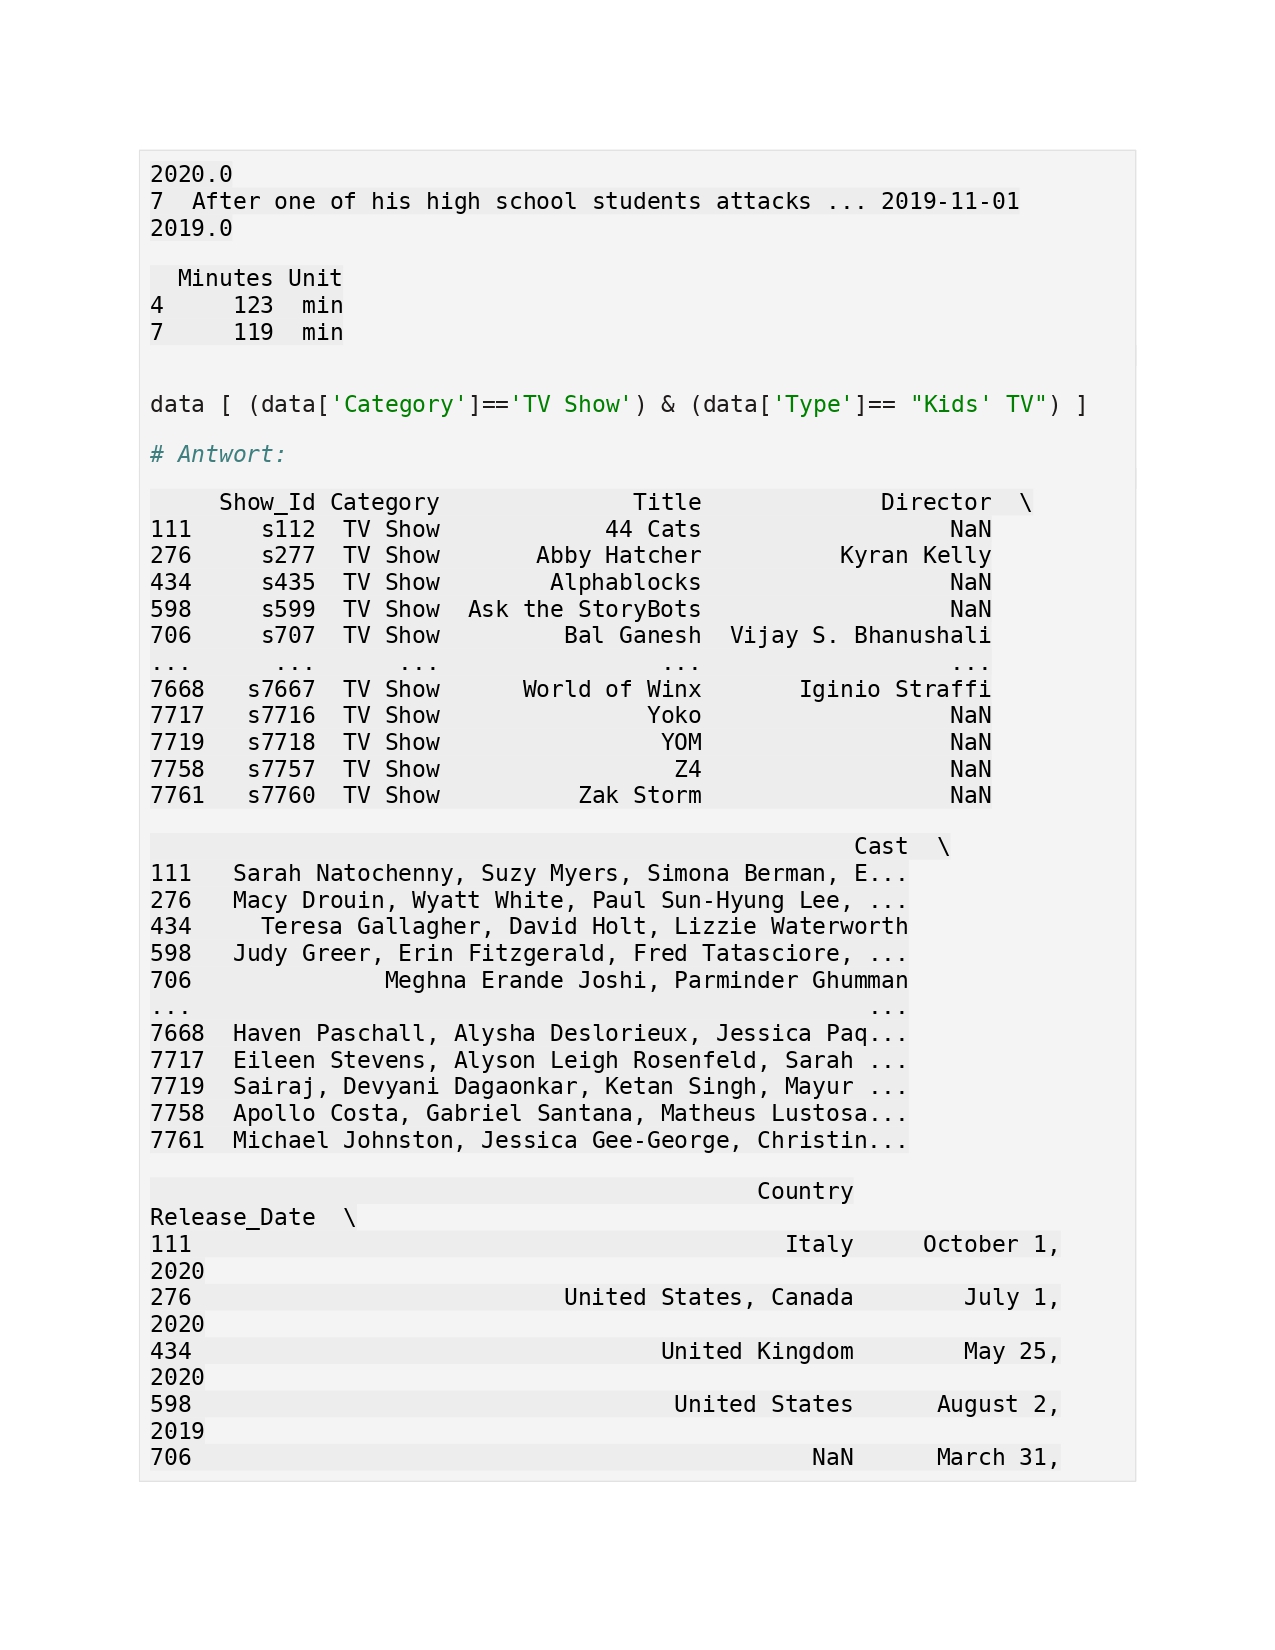 2020.0
7  After one of his high school students attacks ... 2019-11-01
2019.0
  Minutes Unit
4     123  min
7     119  min
data [ (data['Category']=='TV Show') & (data['Type']== "Kids' TV") ]
# Antwort:
     Show_Id Category              Title             Director  \
111     s112  TV Show            44 Cats                  NaN
276     s277  TV Show       Abby Hatcher          Kyran Kelly
434     s435  TV Show        Alphablocks                  NaN
598     s599  TV Show  Ask the StoryBots                  NaN
706     s707  TV Show         Bal Ganesh  Vijay S. Bhanushali
...      ...      ...                ...                  ...
7668   s7667  TV Show      World of Winx       Iginio Straffi
7717   s7716  TV Show               Yoko                  NaN
7719   s7718  TV Show                YOM                  NaN
7758   s7757  TV Show                 Z4                  NaN
7761   s7760  TV Show         Zak Storm                  NaN
                                                   Cast  \
111   Sarah Natochenny, Suzy Myers, Simona Berman, E...
276   Macy Drouin, Wyatt White, Paul Sun-Hyung Lee, ...
434     Teresa Gallagher, David Holt, Lizzie Waterworth
598   Judy Greer, Erin Fitzgerald, Fred Tatasciore, ...
706              Meghna Erande Joshi, Parminder Ghumman
...                                                 ...
7668  Haven Paschall, Alysha Deslorieux, Jessica Paq...
7717  Eileen Stevens, Alyson Leigh Rosenfeld, Sarah ...
7719  Sairaj, Devyani Dagaonkar, Ketan Singh, Mayur ...
7758  Apollo Costa, Gabriel Santana, Matheus Lustosa...
7761  Michael Johnston, Jessica Gee-George, Christin...
                                            Country
Release_Date  \
111                                           Italy     October 1,
2020
276                           United States, Canada        July 1,
2020
434                                  United Kingdom        May 25,
2020
598                                   United States      August 2,
2019
706                                             NaN      March 31,